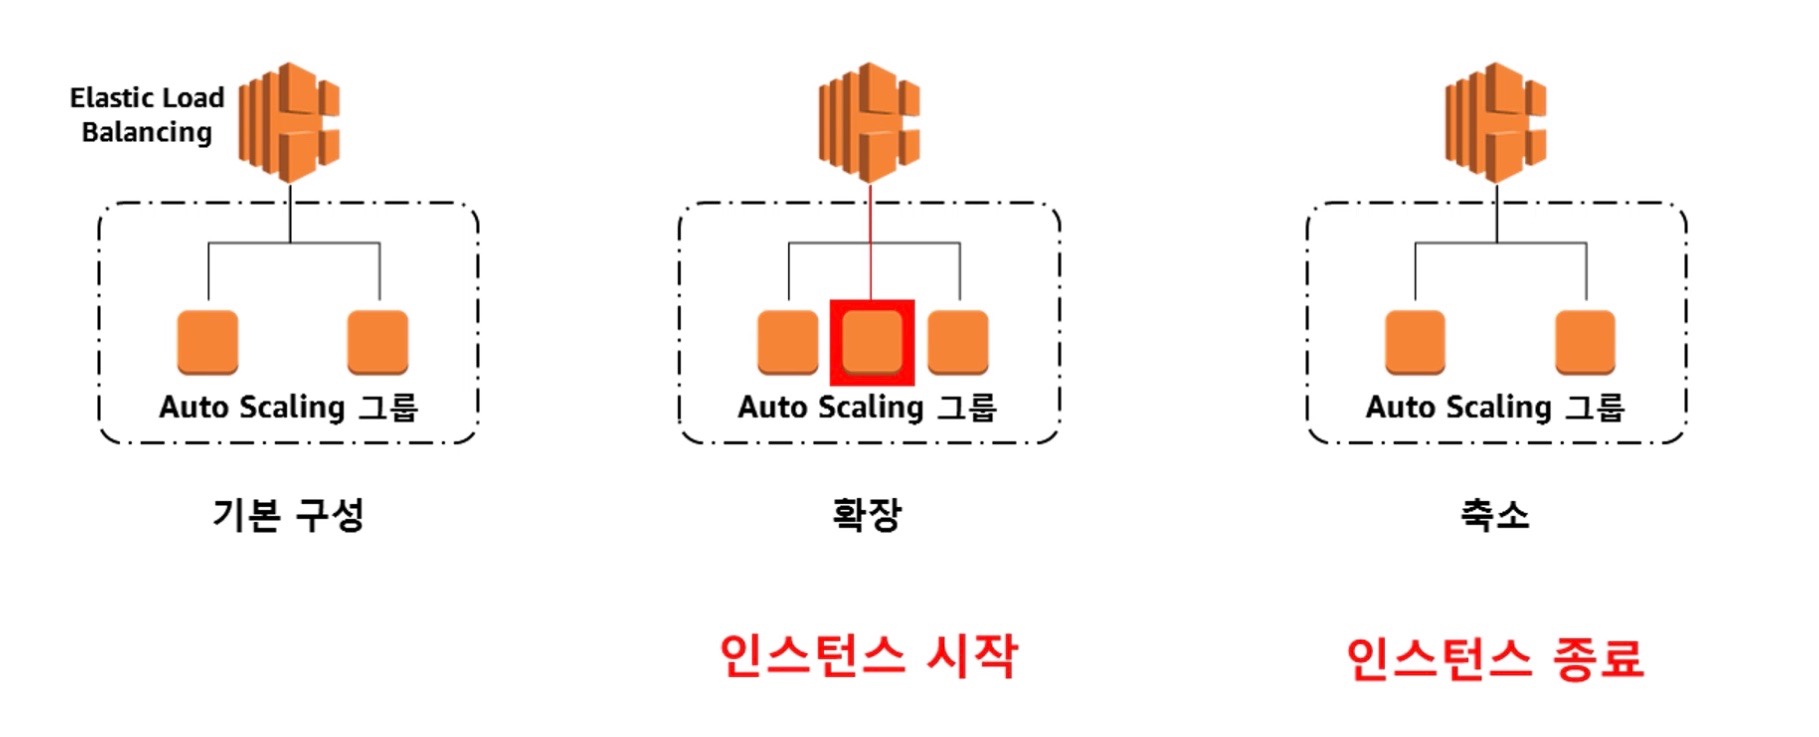 Elastic Load
Balancing
Auto Scaling 그룹
Auto Scaling 그룹
Auto Scaling 그룹
기본 구성
확장
축소
인스턴스 시작
인스턴스 종료